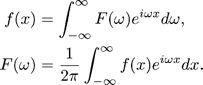 f(x) = ∫_{-∞}^{∞} F(ω)e^{iωx}dω,
F(ω) = \frac{1}{2π} ∫_{-∞}^{∞} f(x)e^{iωx}dx.